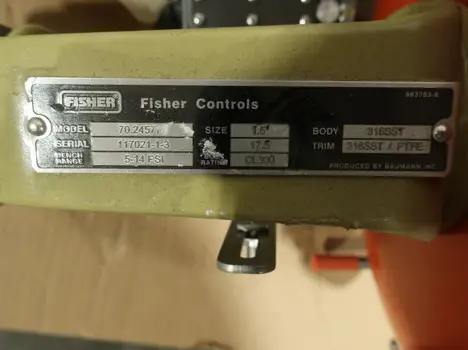 983753-6
FISHER Fisher Controls
MODEL 70.2457 SIZE 1.5" BODY 316SST
SERIAL 117021-1-3 17.5 TRIM 316SST / PTFE
BENCH RANGE 5-14 PSI RATING CL300 PRODUCED BY BAUMANN INC.